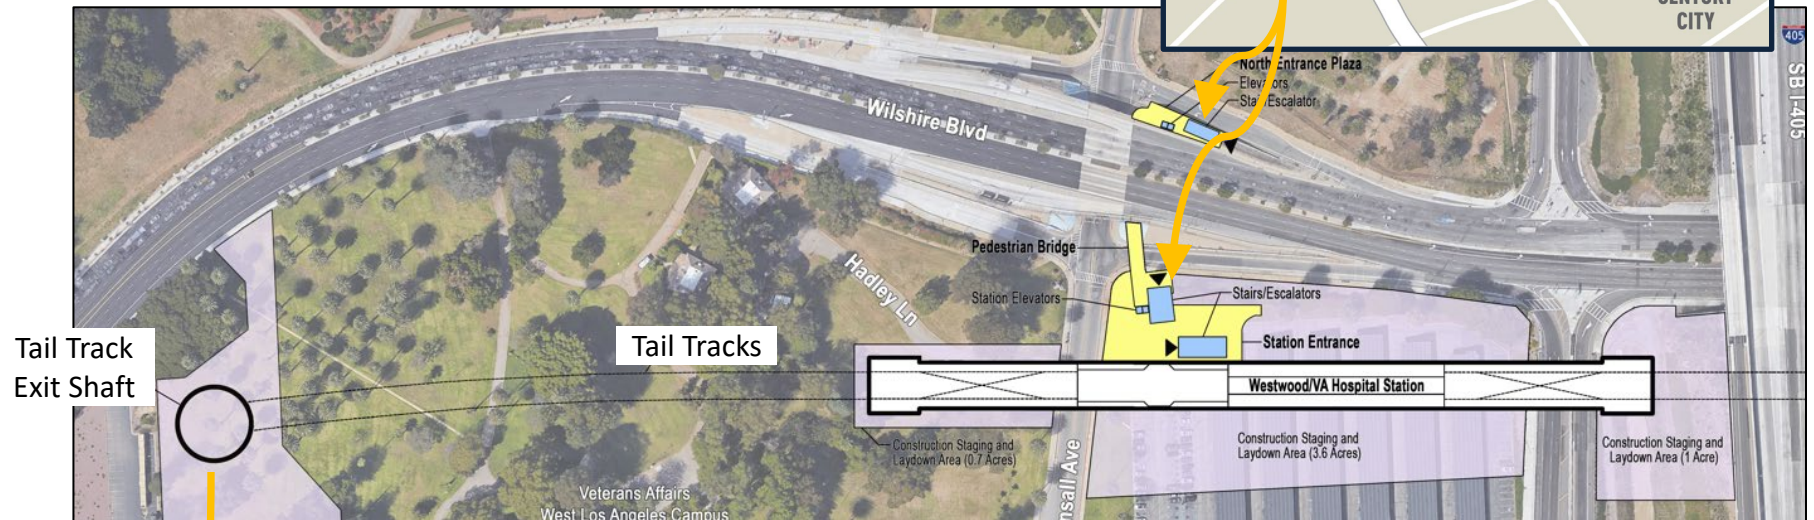 CENTURY
CITY
405
SB I-405
North Entrance Plaza
Elevators
Stair/Escalator
Wilshire Blvd
Pedestrian Bridge
Hadley Ln
Station Elevators
Stairs/Escalators
Station Entrance
Tail Track
Exit Shaft
Tail Tracks
Westwood/VA Hospital Station
Construction Staging and
Laydown Area (0.7 Acres)
Construction Staging and
Laydown Area (3.6 Acres)
Construction Staging and
Laydown Area (1 Acre)
nsall Ave
Veterans Affairs
West Los Angeles Campus